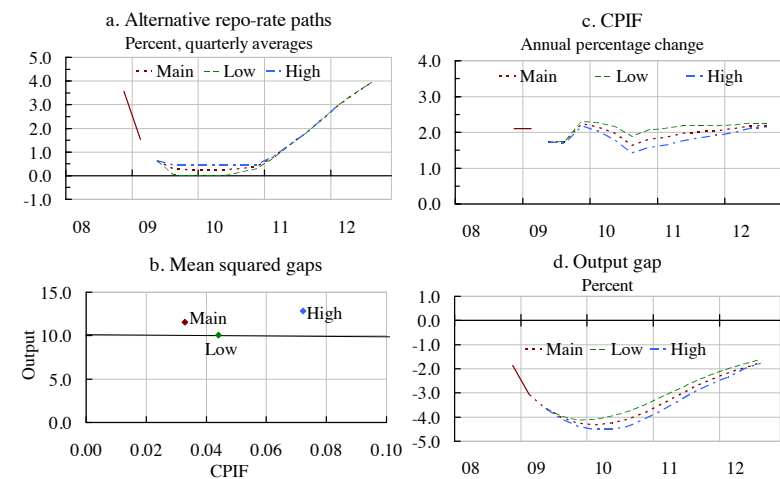 a. Alternative repo-rate paths
Percent, quarterly averages
5.0
4.0
3.0
2.0
1.0
0.0
-1.0
Main Low High
08 09 10 11 12
c. CPIF
Annual percentage change
4.0
3.0
2.0
1.0
0.0
Main Low High
08 09 10 11 12
b. Mean squared gaps
15.0
10.0
5.0
0.0
Output
Main
Low
High
0.00 0.02 0.04 0.06 0.08 0.10
CPIF
d. Output gap
Percent
1.0
0.0
-1.0
-2.0
-3.0
-4.0
-5.0
Main Low High
08 09 10 11 12